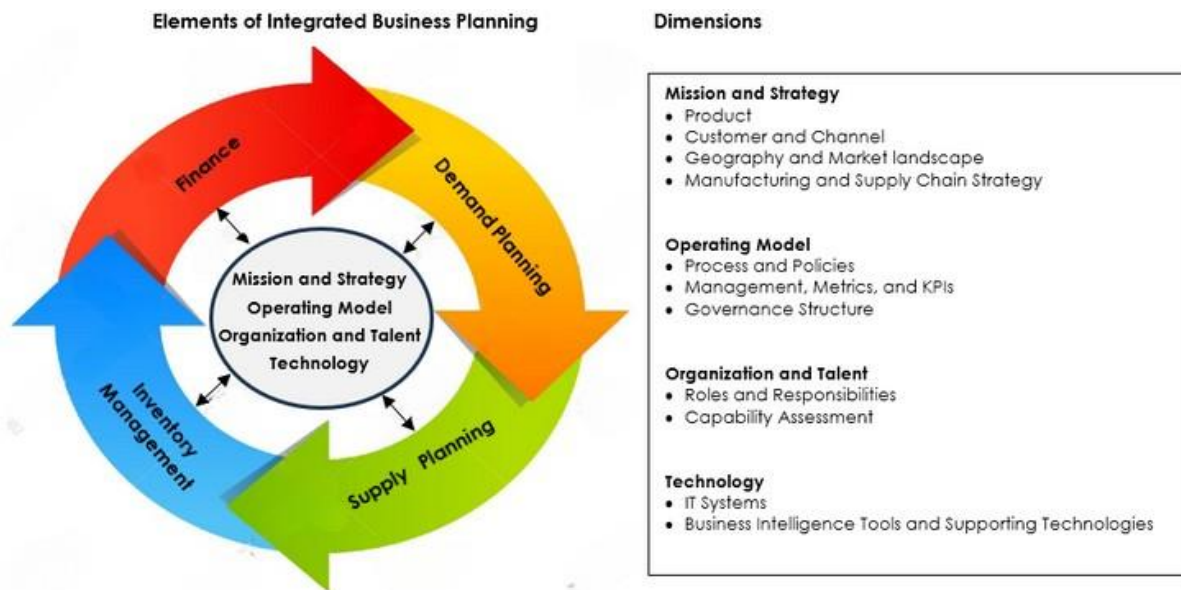 Elements of Integrated Business Planning
Finance
Demand Planning
Supply Planning
Inventory
Management
Mission and Strategy
Operating Model
Organization and Talent
Technology
Dimensions
Mission and Strategy
• Product
• Customer and Channel
• Geography and Market landscape
• Manufacturing and Supply Chain Strategy
Operating Model
• Process and Policies
• Management, Metrics, and KPIs
• Governance Structure
Organization and Talent
• Roles and Responsibilities
• Capability Assessment
Technology
• IT Systems
• Business Intelligence Tools and Supporting Technologies